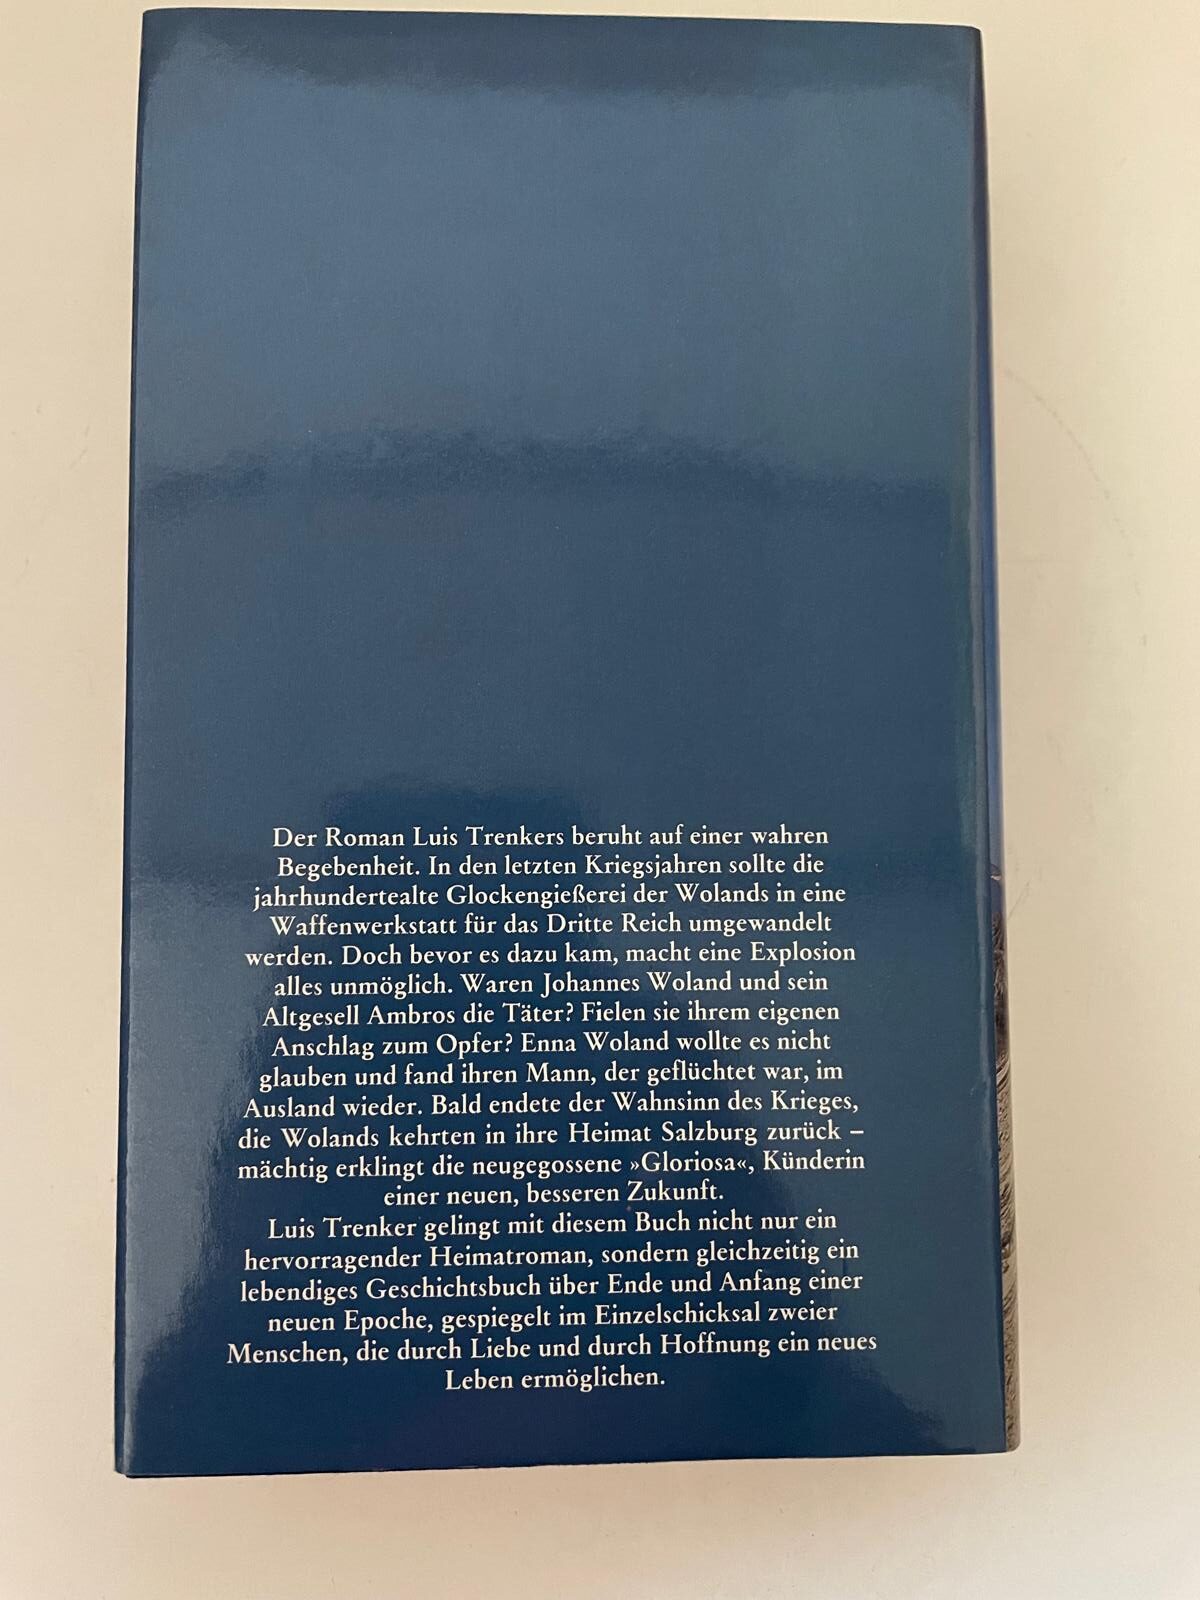 Der Roman Luis Trenkers beruht auf einer wahren
Begebenheit. In den letzten Kriegsjahren sollte die
jahrhundertealte Glockengießerei der Wolands in eine
Waffenwerkstatt für das Dritte Reich umgewandelt
werden. Doch bevor es dazu kam, macht eine Explosion
alles unmöglich. Waren Johannes Woland und sein
Altgesell Ambros die Täter? Fielen sie ihrem eigenen
Anschlag zum Opfer? Enna Woland wollte es nicht
glauben und fand ihren Mann, der geflüchtet war, im
Ausland wieder. Bald endete der Wahnsinn des Krieges,
die Wolands kehrten in ihre Heimat Salzburg zurück –
mächtig erklingt die neugegossene »Gloriosa«, Künderin
einer neuen, besseren Zukunft.
Luis Trenker gelingt mit diesem Buch nicht nur ein
hervorragender Heimatroman, sondern gleichzeitig ein
lebendiges Geschichtsbuch über Ende und Anfang einer
neuen Epoche, gespiegelt im Einzelschicksal zweier
Menschen, die durch Liebe und durch Hoffnung ein neues
Leben ermöglichen.